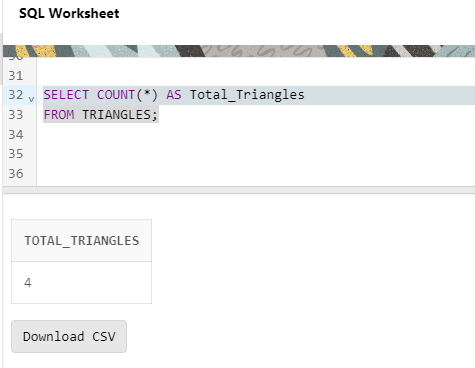 SQL Worksheet
31
32 SELECT COUNT(*) AS Total_Triangles
33 FROM TRIANGLES;
34
35
36
TOTAL_TRIANGLES
4
Download CSV